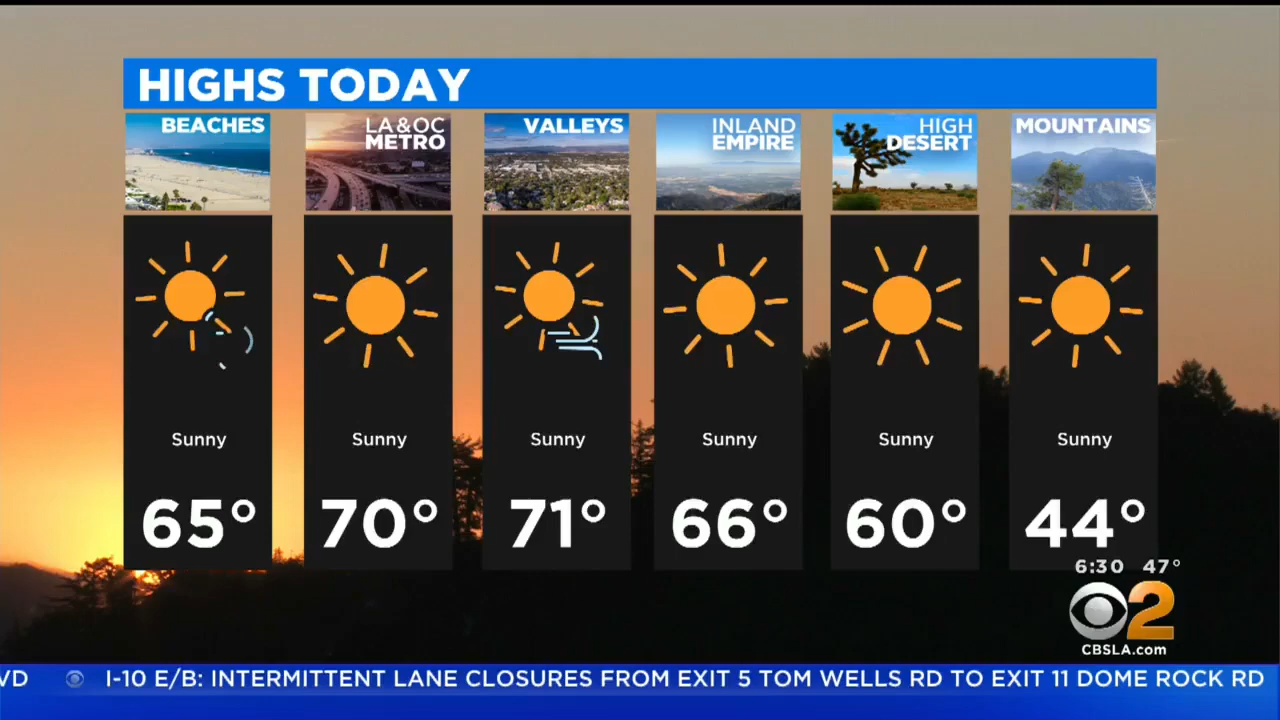 HIGHS TODAY
BEACHES
LA & OC
METRO
VALLEYS
INLAND
EMPIRE
HIGH
DESERT
MOUNTAINS
Sunny
Sunny
Sunny
Sunny
Sunny
Sunny
65°
70°
71°
66°
60°
44°
6:30 47°
2
CBSLA.com
VD I-10 E/B: INTERMITTENT LANE CLOSURES FROM EXIT 5 TOM WELLS RD TO EXIT 11 DOME ROCK RD